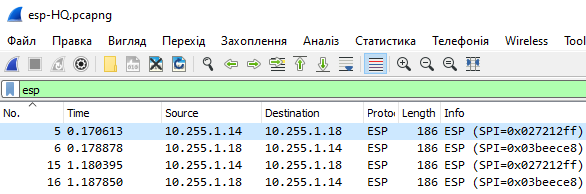 esp-HQ.pcapng
Файл Правка Вигляд Перехід Захоплення Аналіз Статистика Телефонія Wireless
esp
No. Time Source Destination Protoc Length Info
5 0.170613 10.255.1.14 10.255.1.18 ESP 186 ESP (SPI=0x027212ff)
6 0.178878 10.255.1.18 10.255.1.14 ESP 186 ESP (SPI=0x03beece8)
15 1.180395 10.255.1.14 10.255.1.18 ESP 186 ESP (SPI=0x027212ff)
16 1.187850 10.255.1.18 10.255.1.14 ESP 186 ESP (SPI=0x03beece8)